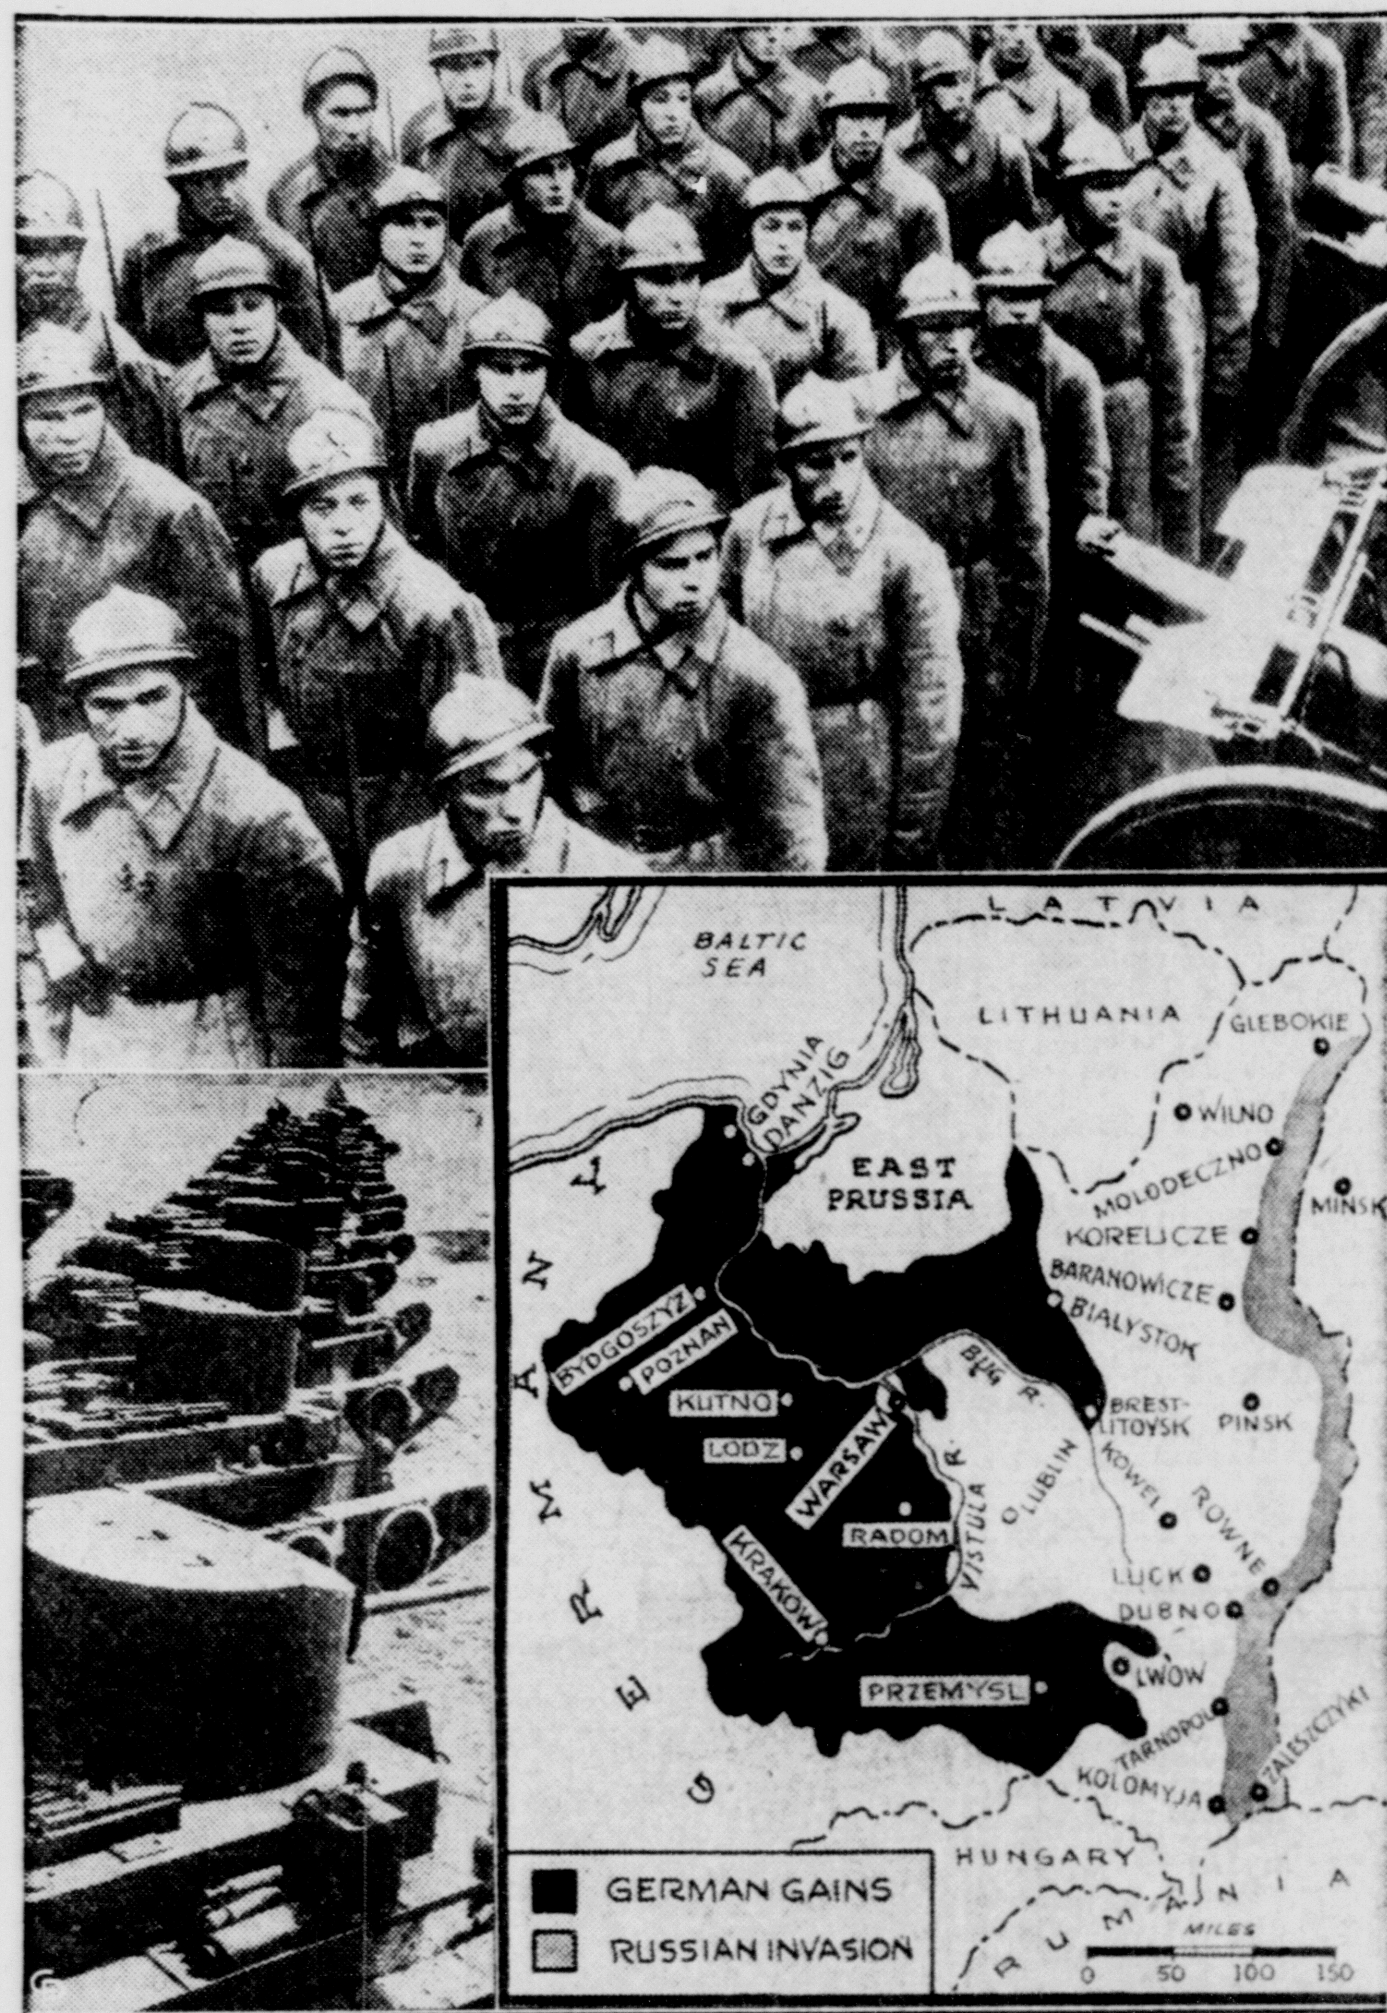 LATVIA
BALTIC
SEA
LITHUANIA
GLEBOKIE
GDYNIA
DANZIG
WILNO
EAST
PRUSSIA
MOLODECZNO
MINSK
KORELICZE
BARANOWICZE
BIALYSTOK
BYDGOSZYZ
POZNAN
BUG R.
KUTNO
BREST-
LITOVSK
PINSK
LODZ
WARSAW
VISTULA R.
LUBLIN
KOWEL
ROWNE
RADOM
KRAKOW
LUCK
DUBNO
LWÓW
PRZEMYSL
TARNOPOL
ZALESZCZYKI
KOLOMYJA
GERMANY
HUNGARY
RUMANIA
GERMAN GAINS
RUSSIAN INVASION
MILES
0 50 100 150